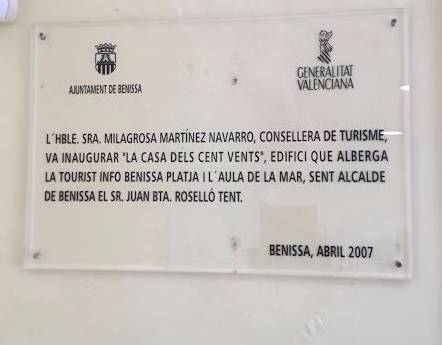 AJUNTAMENT DE BENISSA
GENERALITAT
VALENCIANA
L´HBLE. SRA. MILAGROSA MARTÍNEZ NAVARRO, CONSELLERA DE TURISME,
VA INAUGURAR "LA CASA DELS CENT VENTS", EDIFICI QUE ALBERGA
LA TOURIST INFO BENISSA PLATJA I L´AULA DE LA MAR, SENT ALCALDE
DE BENISSA EL SR. JUAN BTA. ROSELLÓ TENT.
BENISSA, ABRIL 2007